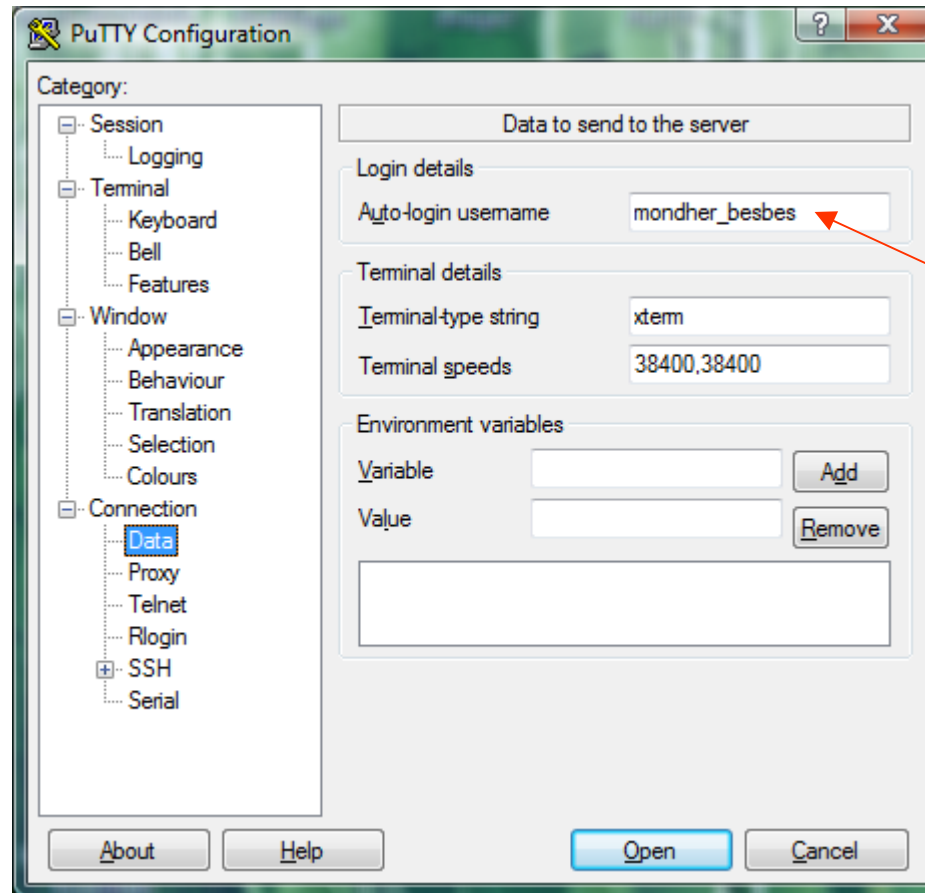 PuTTY Configuration
?
X
Category:
Session
Logging
Terminal
Keyboard
Bell
Features
Window
Appearance
Behaviour
Translation
Selection
Colours
Connection
Data
Proxy
Telnet
Rlogin
SSH
Serial
Data to send to the server
Login details
Auto-login username mondher_besbes
Terminal details
Terminal-type string xterm
Terminal speeds 38400,38400
Environment variables
Variable Add
Value Remove
About Help Open Cancel